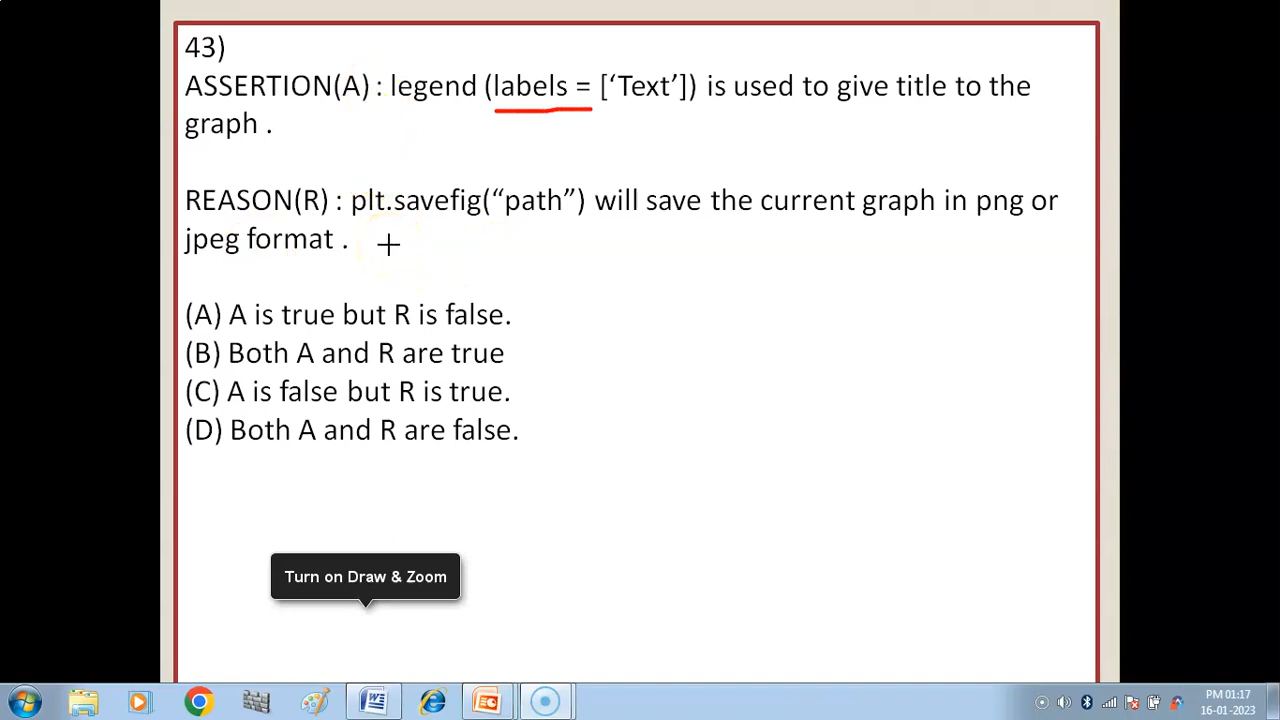 43)
ASSERTION(A) : legend (labels = [‘Text’]) is used to give title to the
graph .
REASON(R) : plt.savefig(“path”) will save the current graph in png or
jpeg format .
(A) A is true but R is false.
(B) Both A and R are true
(C) A is false but R is true.
(D) Both A and R are false.
Turn on Draw & Zoom
PM 01:17
16-01-2023